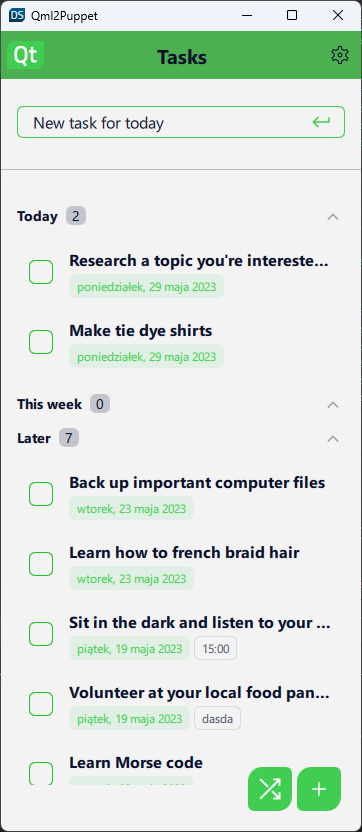 DS Qml2Puppet
Qt Tasks
New task for today
Today 2
Research a topic you're intereste...
poniedziałek, 29 maja 2023
Make tie dye shirts
poniedziałek, 29 maja 2023
This week 0
Later 7
Back up important computer files
wtorek, 23 maja 2023
Learn how to french braid hair
wtorek, 23 maja 2023
Sit in the dark and listen to your ...
piątek, 19 maja 2023 15:00
Volunteer at your local food pan...
piątek, 19 maja 2023 dasda
Learn Morse code